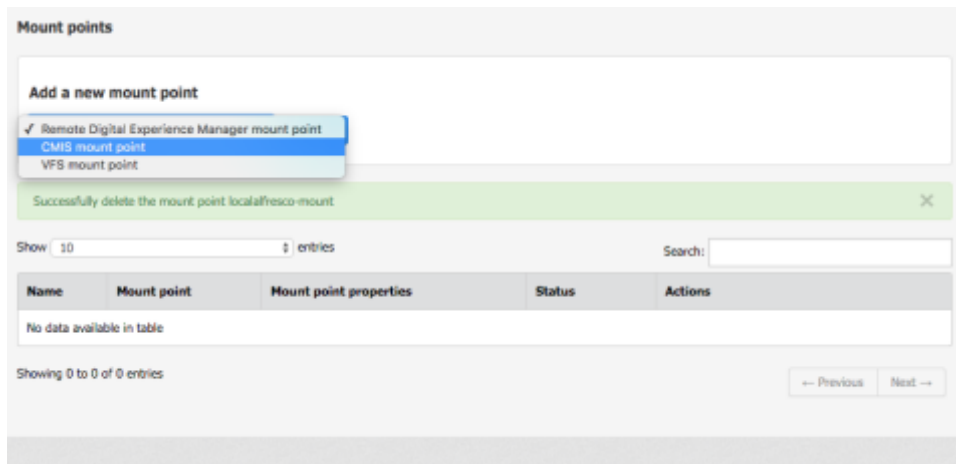 Mount points
Add a new mount point
✓ Remote Digital Experience Manager mount point
CMIS mount point
VFS mount point
Successfully delete the mount point localalfresco-mount ×
Show 10 entries Search:
Name Mount point Mount point properties Status Actions
No data available in table
Showing 0 to 0 of 0 entries
← Previous Next →